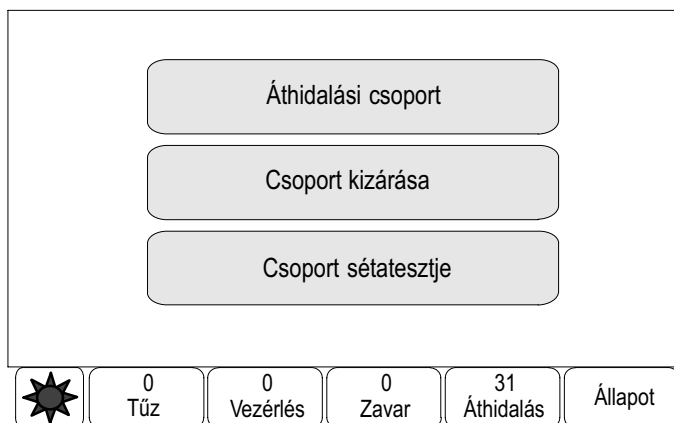 Áthidalási csoport
Csoport kizárása
Csoport sétatesztje
0
Tűz
0
Vezérlés
0
Zavar
31
Áthidalás
Állapot